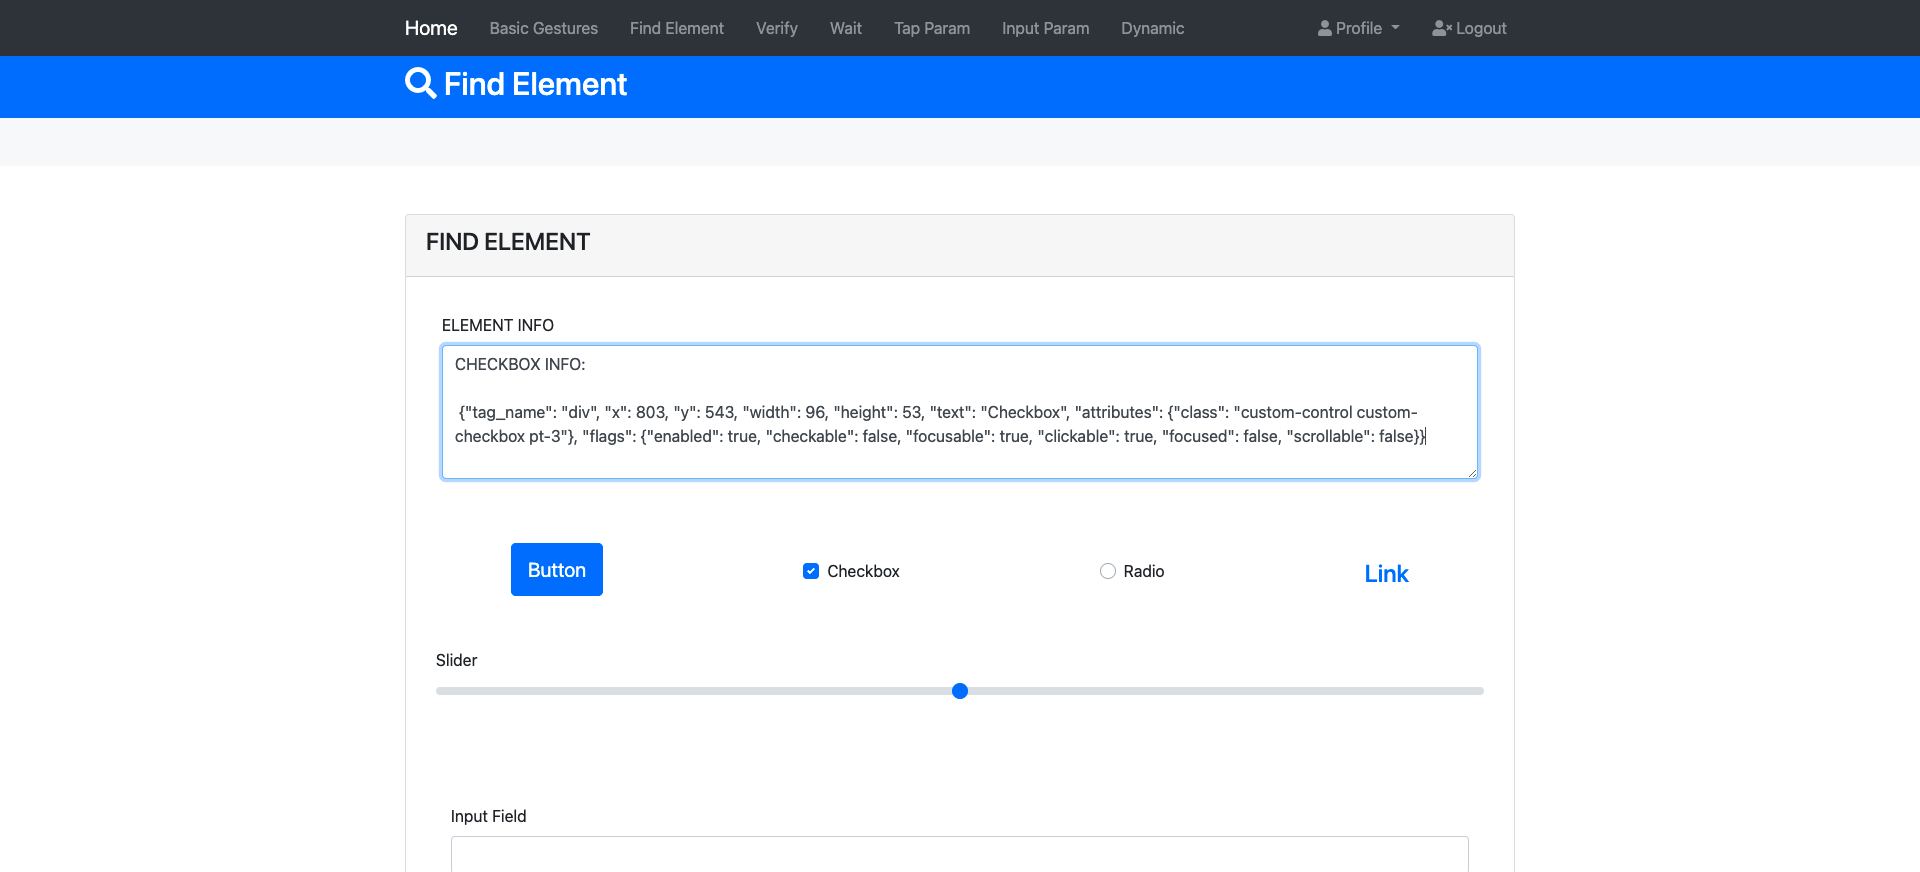 Home Basic Gestures Find Element Verify Wait Tap Param Input Param Dynamic Profile Logout
Find Element
FIND ELEMENT
ELEMENT INFO
CHECKBOX INFO:
{"tag_name": "div", "x": 803, "y": 543, "width": 96, "height": 53, "text": "Checkbox", "attributes": {"class": "custom-control custom-
checkbox pt-3"}, "flags": {"enabled": true, "checkable": false, "focusable": true, "clickable": true, "focused": false, "scrollable": false}}
Button Checkbox Radio Link
Slider
Input Field